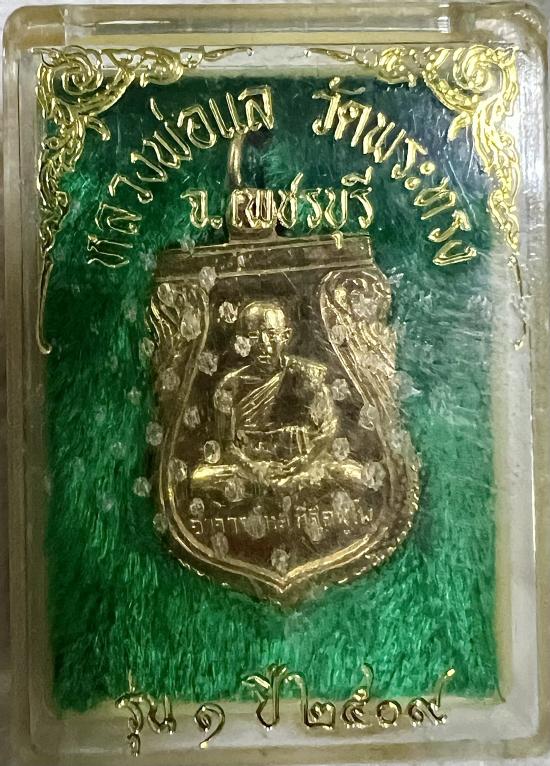 หลวงพ่อแล วัดพระทรง
จ.เพชรบุรี
รุ่น ๑ ปี ๒๕๐๙